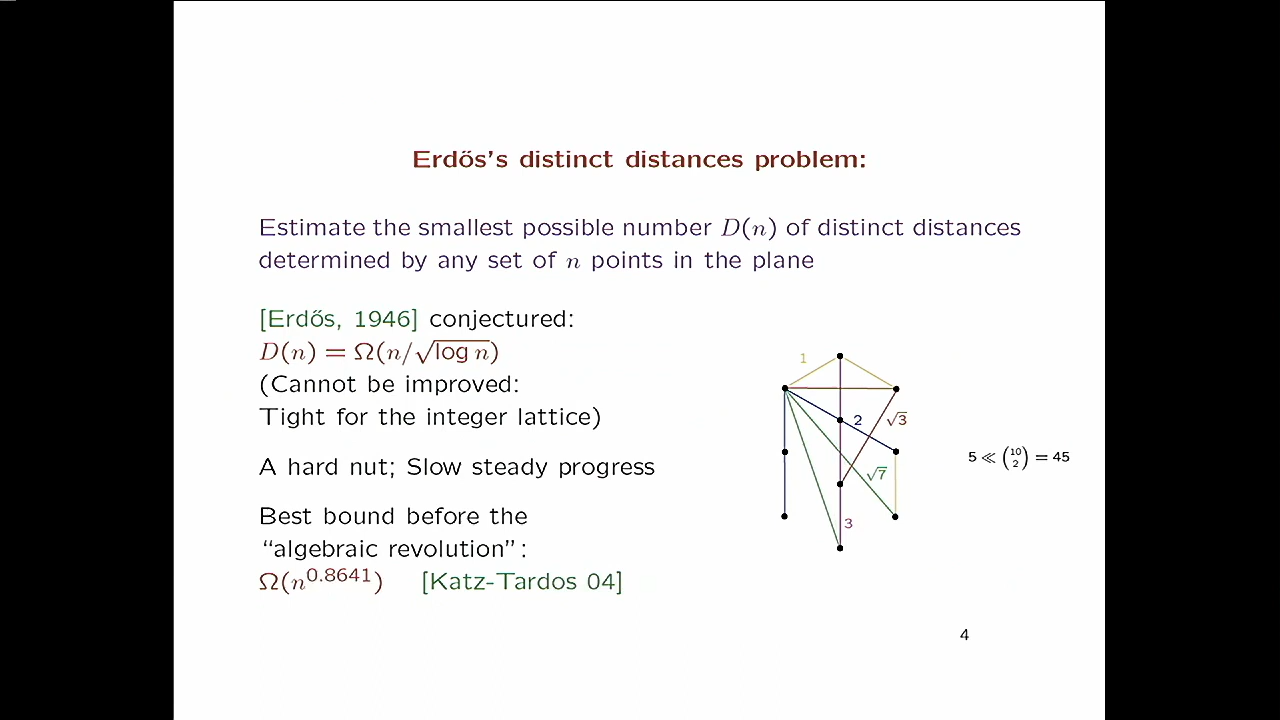 Erdős's distinct distances problem:
Estimate the smallest possible number D(n) of distinct distances
determined by any set of n points in the plane
[Erdős, 1946] conjectured:
D(n) = Ω(n/√log n)
(Cannot be improved:
Tight for the integer lattice)
A hard nut; Slow steady progress
Best bound before the
“algebraic revolution”:
Ω(n^0.8641) [Katz-Tardos 04]
1
2
√3
√7
3
5 ≪ (10 2) = 45
4